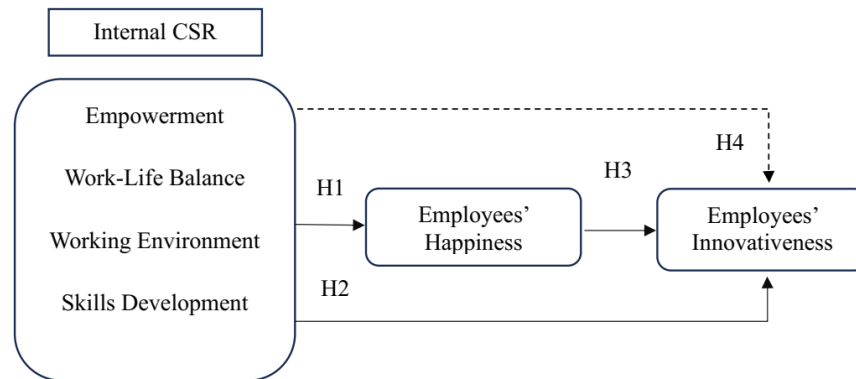 Internal CSR
Empowerment
Work-Life Balance
Working Environment
Skills Development
H1
H2
Employees’
Happiness
H3
H4
Employees’
Innovativeness